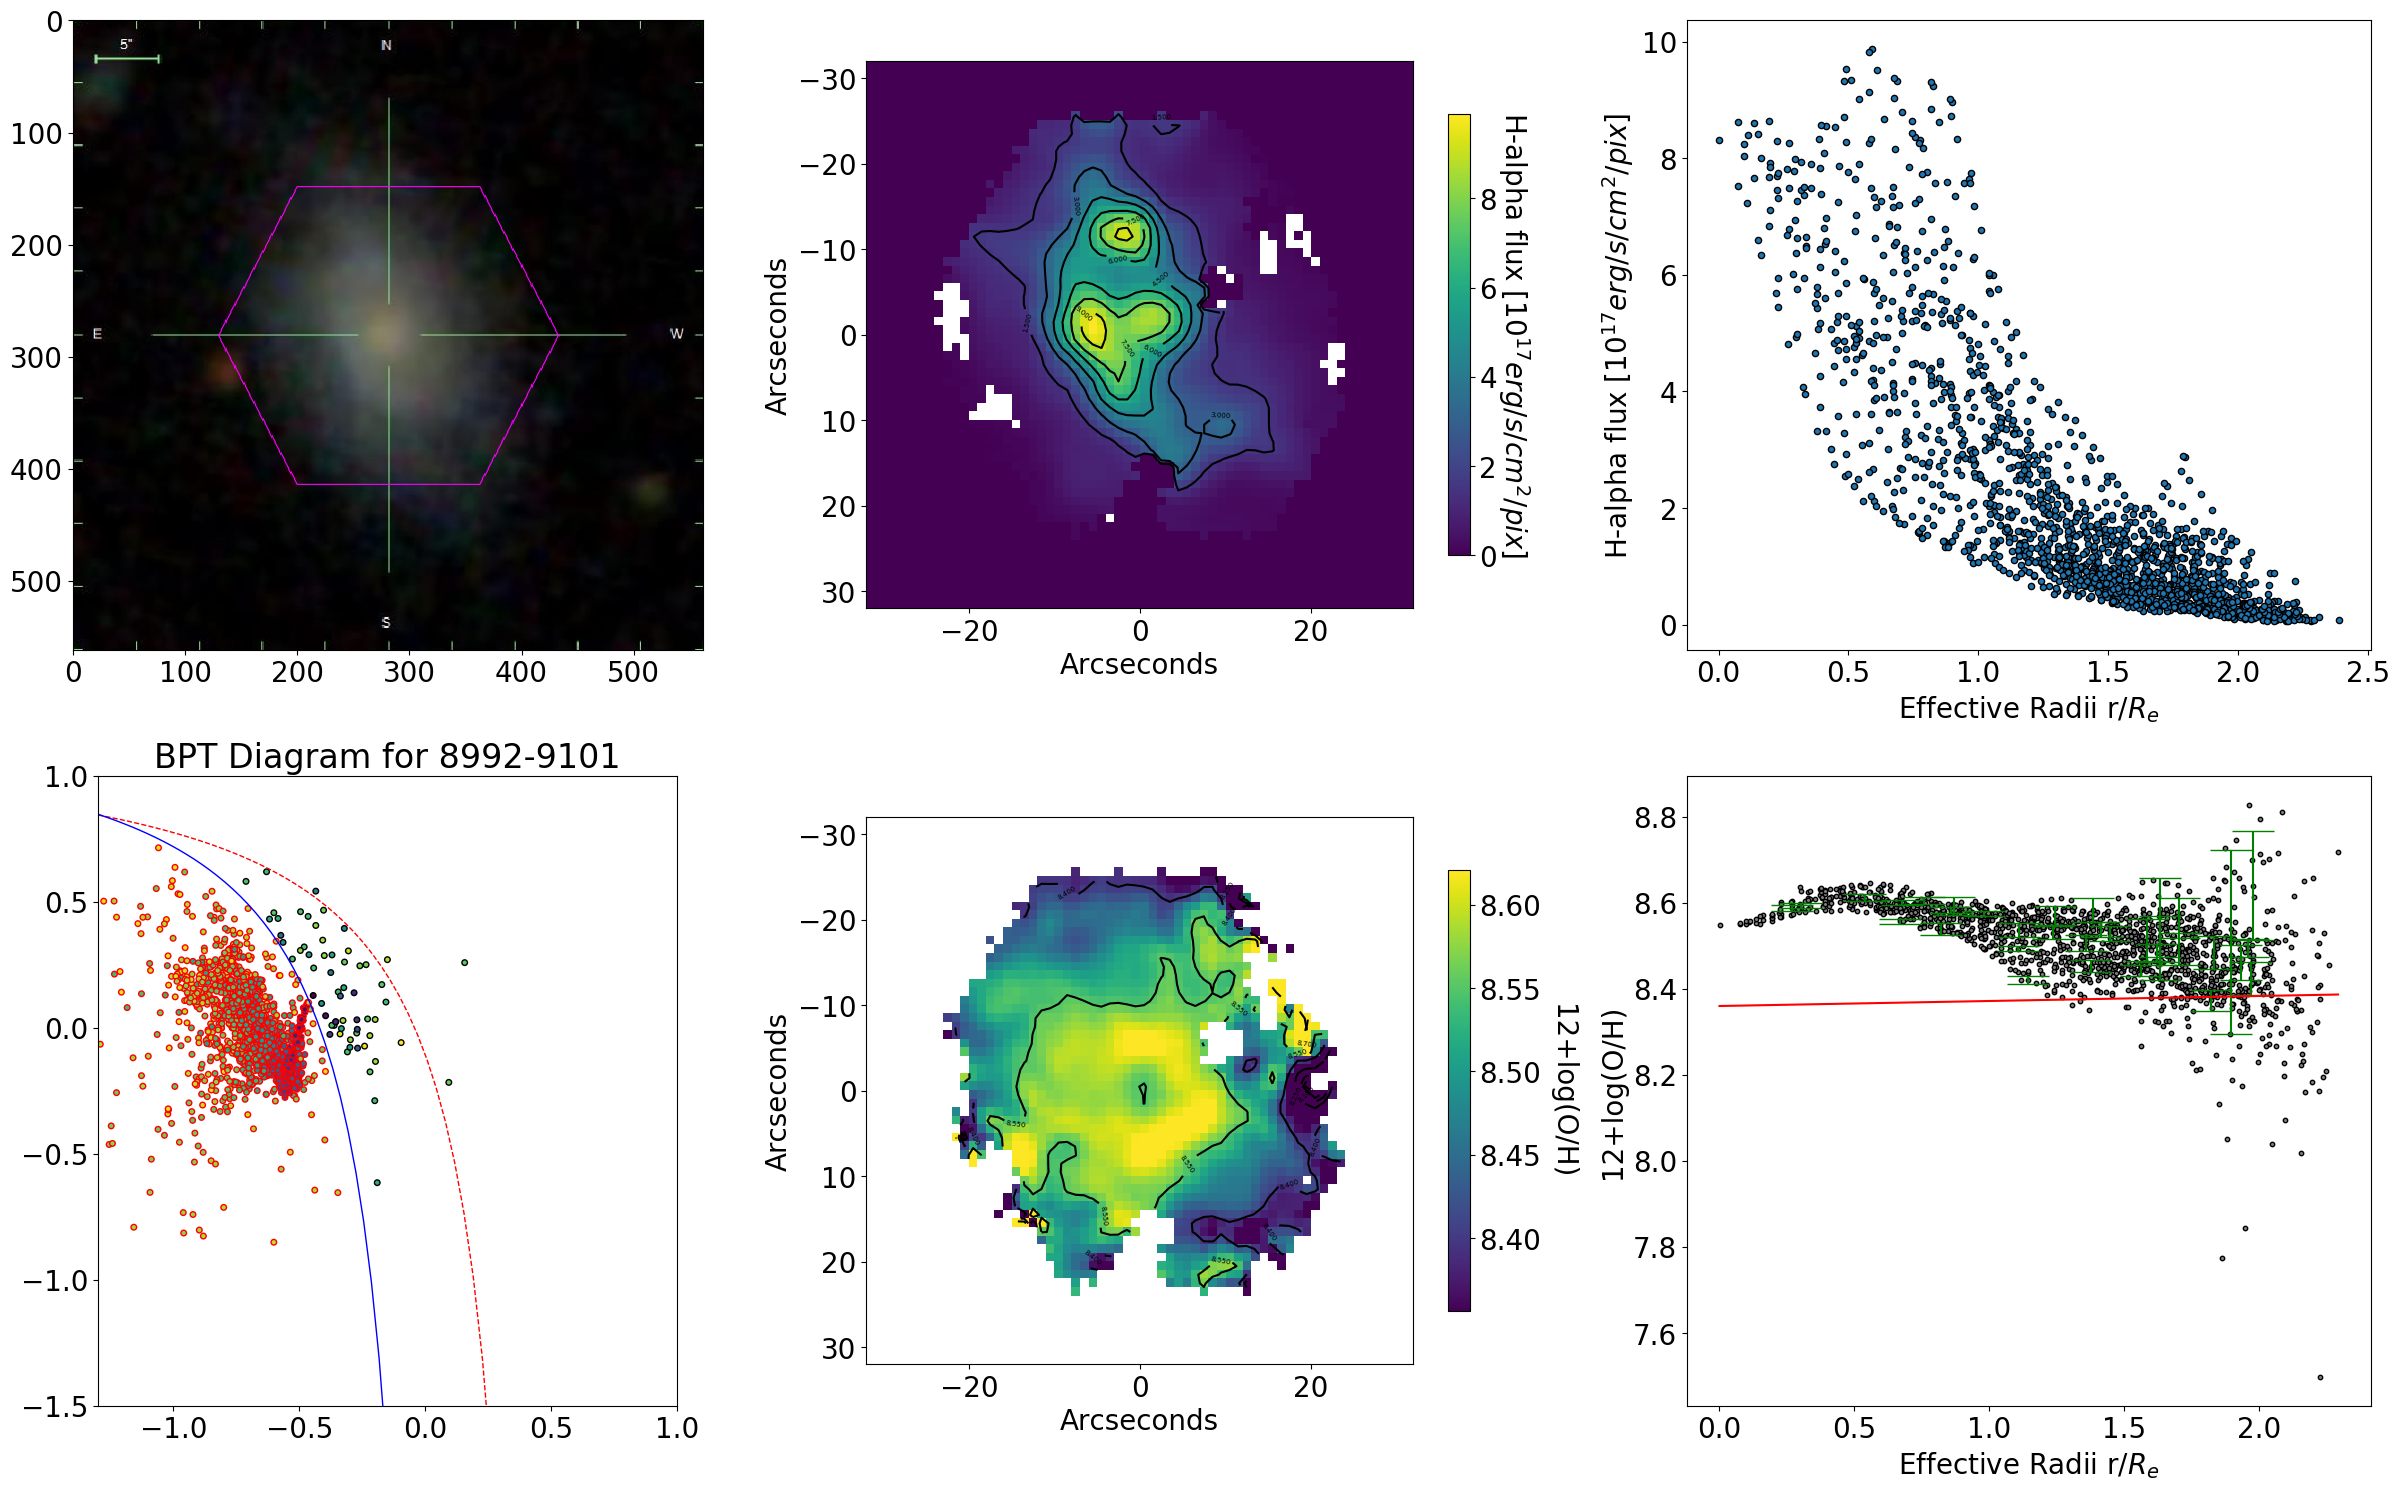 0
100
200
300
400
500
5"
N
E
W
S
0 100 200 300 400 500
−30
−20
−10
0
10
20
30
Arcseconds
−20 0 20
Arcseconds
8
6
4
2
0
H-alpha flux [10^17 erg/s/cm^2/pix]
10
8
6
4
2
0
H-alpha flux [10^17 erg/s/cm^2/pix]
0.0 0.5 1.0 1.5 2.0 2.5
Effective Radii r/R_e
BPT Diagram for 8992-9101
1.0
0.5
0.0
−0.5
−1.0
−1.5
−1.0 −0.5 0.0 0.5 1.0
−30
−20
−10
0
10
20
30
Arcseconds
−20 0 20
Arcseconds
8.60
8.55
8.50
8.45
8.40
12+log(O/H)
8.8
8.6
8.4
8.2
8.0
7.8
7.6
12+log(O/H)
0.0 0.5 1.0 1.5 2.0
Effective Radii r/R_e